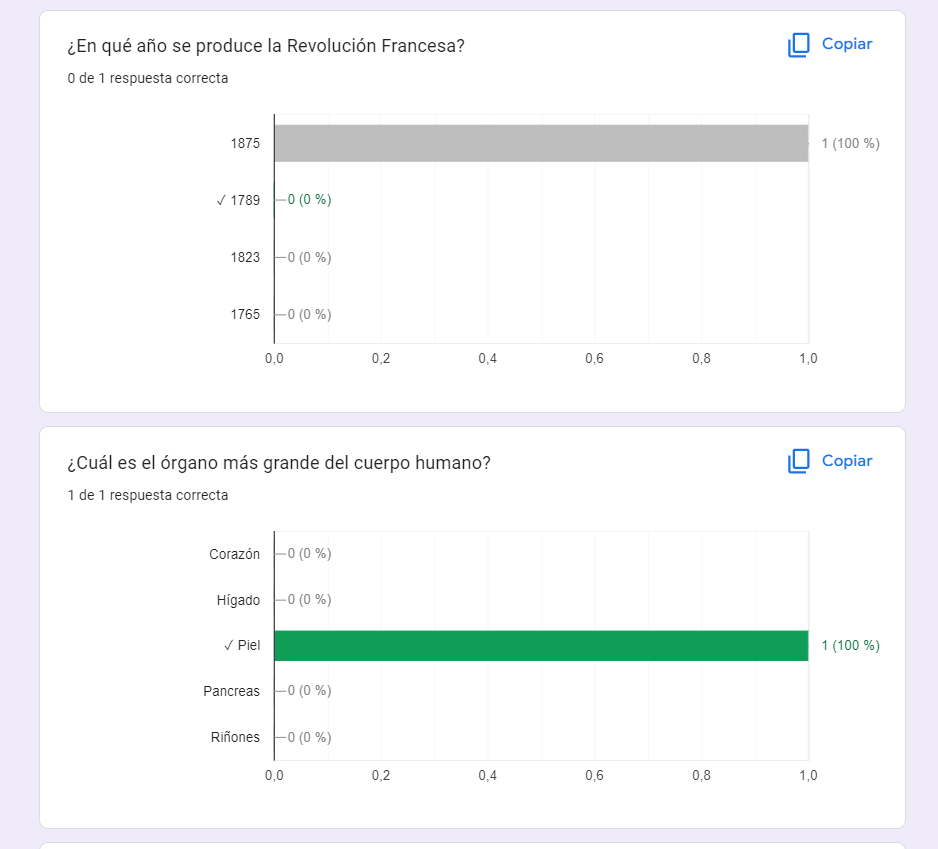 ¿En qué año se produce la Revolución Francesa?
Copiar
0 de 1 respuesta correcta
1875
1 (100 %)
✓ 1789
0 (0 %)
1823
0 (0 %)
1765
0 (0 %)
0,0 0,2 0,4 0,6 0,8 1,0
¿Cuál es el órgano más grande del cuerpo humano?
Copiar
1 de 1 respuesta correcta
Corazón
0 (0 %)
Hígado
0 (0 %)
✓ Piel
1 (100 %)
Pancreas
0 (0 %)
Riñones
0 (0 %)
0,0 0,2 0,4 0,6 0,8 1,0